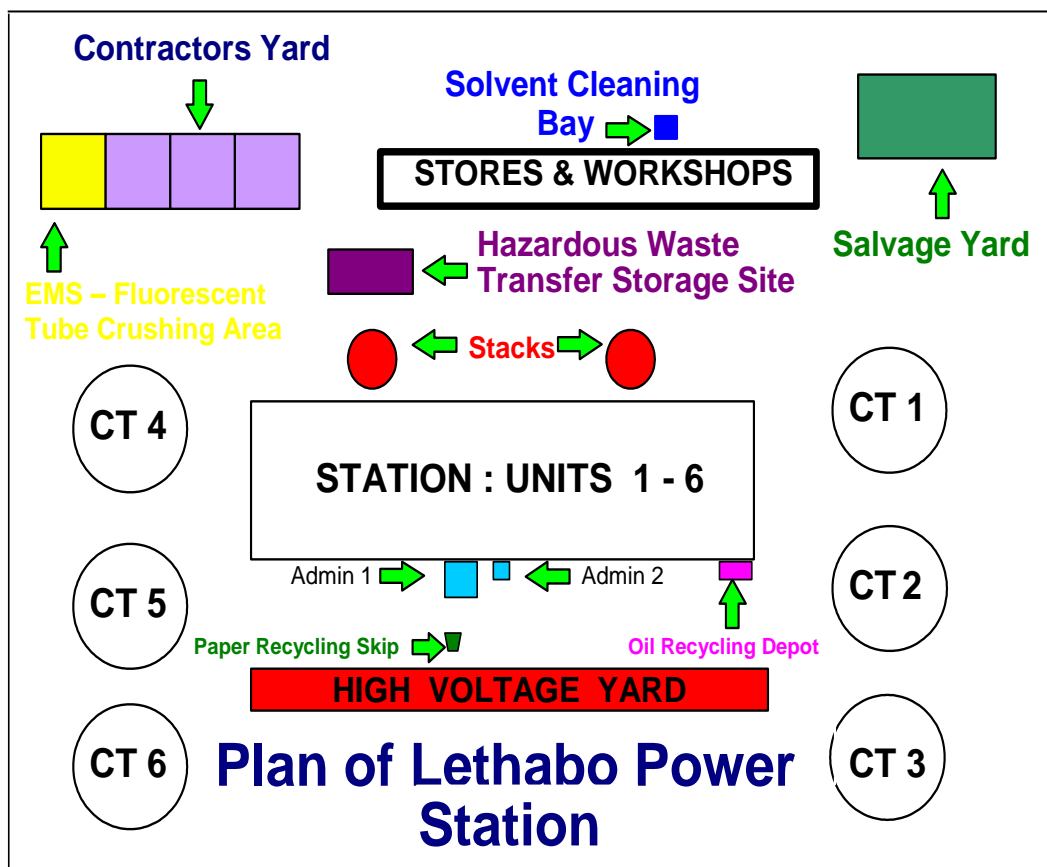 Contractors Yard
Solvent Cleaning
Bay
STORES & WORKSHOPS
Salvage Yard
Hazardous Waste
Transfer Storage Site
EMS – Fluorescent
Tube Crushing Area
Stacks
CT 4
CT 1
STATION : UNITS 1 - 6
CT 5
CT 2
Admin 1
Admin 2
Paper Recycling Skip
Oil Recycling Depot
HIGH VOLTAGE YARD
CT 6
CT 3
Plan of Lethabo Power
Station